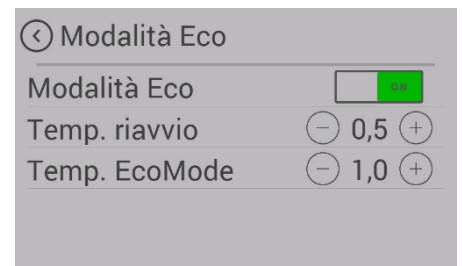 Modalità Eco
Modalità Eco ON
Temp. riavvio 0,5
Temp. EcoMode 1,0